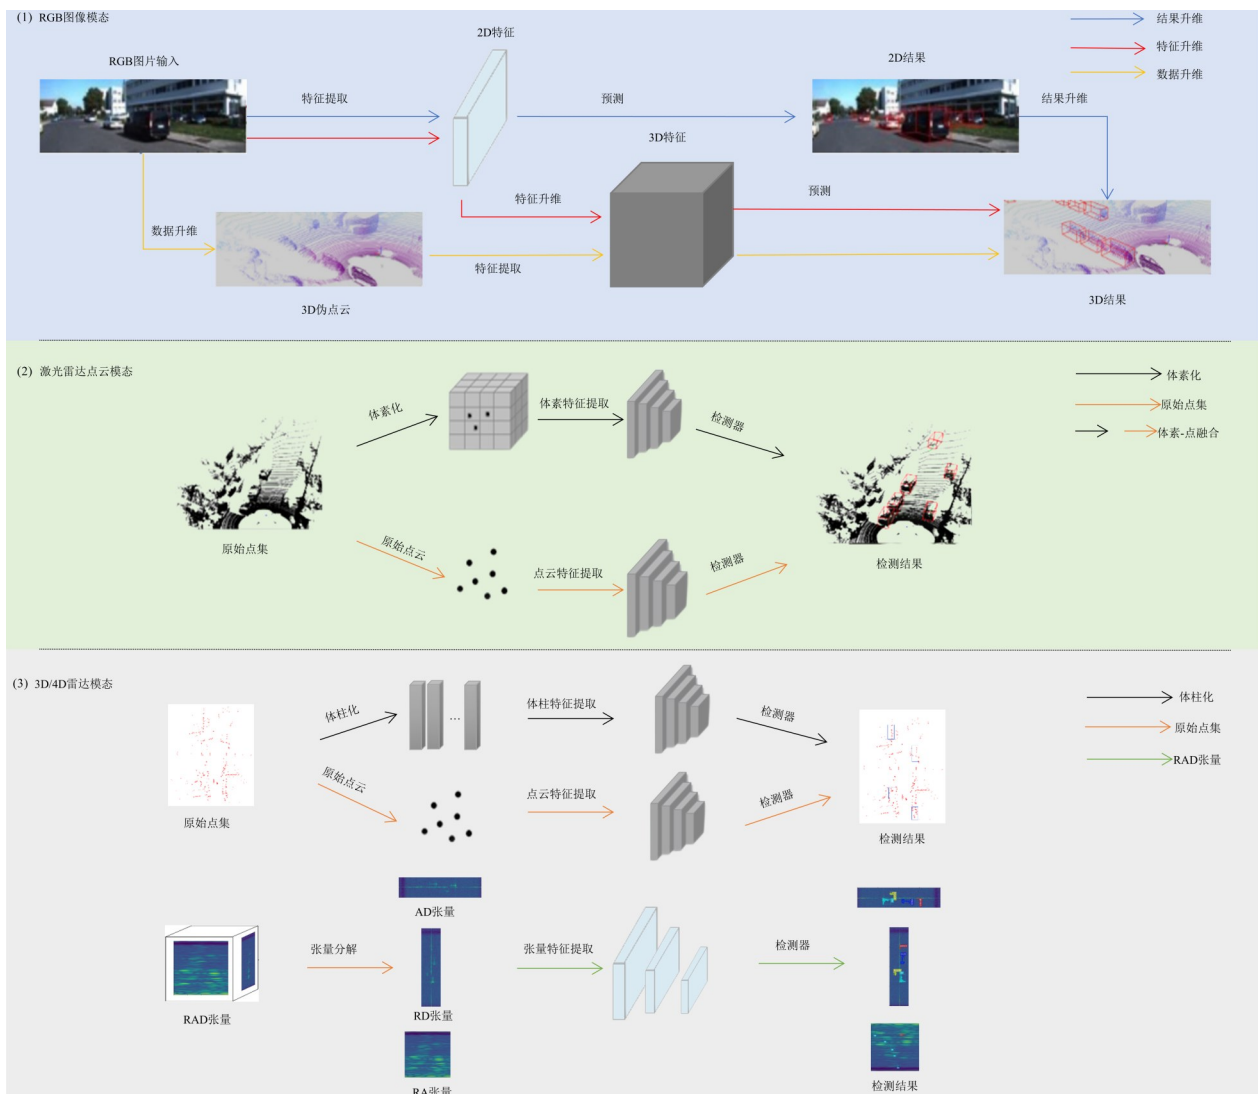 (1) RGB图像模态
结果升维
特征升维
数据升维
RGB图片输入
2D特征
2D结果
特征提取
预测
结果升维
3D特征
特征升维
预测
数据升维
特征提取
3D伪点云
3D结果
(2) 激光雷达点云模态
体素化
原始点集
体素-点融合
体素化
体素特征提取
检测器
原始点集
原始点云
点云特征提取
检测器
检测结果
(3) 3D/4D雷达模态
体柱化
原始点集
RAD张量
体柱化
...
体柱特征提取
检测器
原始点集
原始点云
点云特征提取
检测器
检测结果
AD张量
张量分解
张量特征提取
检测器
RAD张量
RD张量
RA张量
检测结果